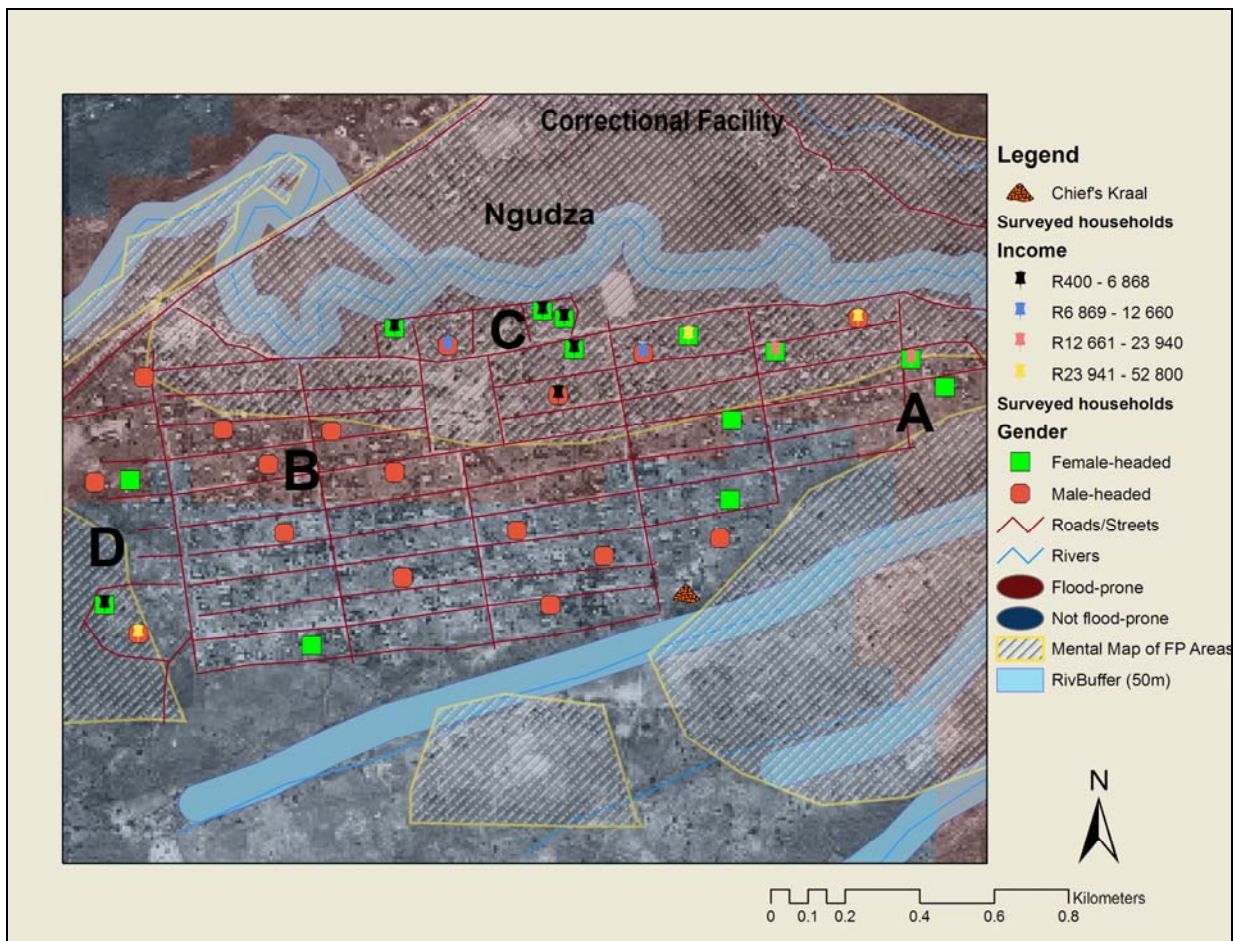 Correctional Facility
Ngudza
C
A
B
D
Legend
Chief's Kraal
Surveyed households
Income
R400 - 6 868
R6 869 - 12 660
R12 661 - 23 940
R23 941 - 52 800
Surveyed households
Gender
Female-headed
Male-headed
Roads/Streets
Rivers
Flood-prone
Not flood-prone
Mental Map of FP Areas
RivBuffer (50m)
N
Kilometers
0 0.1 0.2 0.4 0.6 0.8